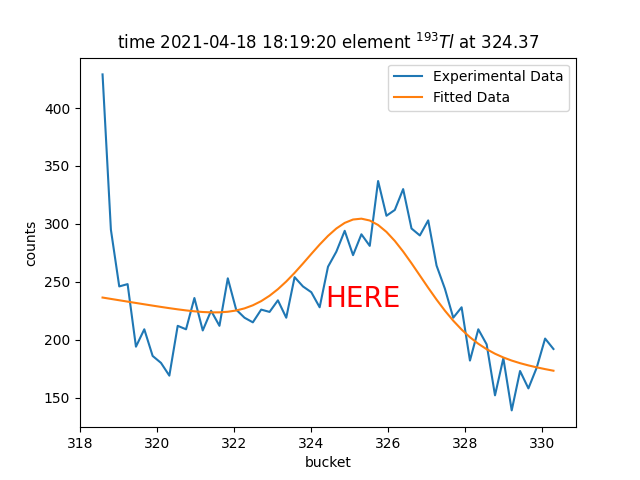 time 2021-04-18 18:19:20 element ¹⁹³Tl at 324.37
Experimental Data
Fitted Data
400
350
300
250
200
150
counts
HERE
318 320 322 324 326 328 330
bucket